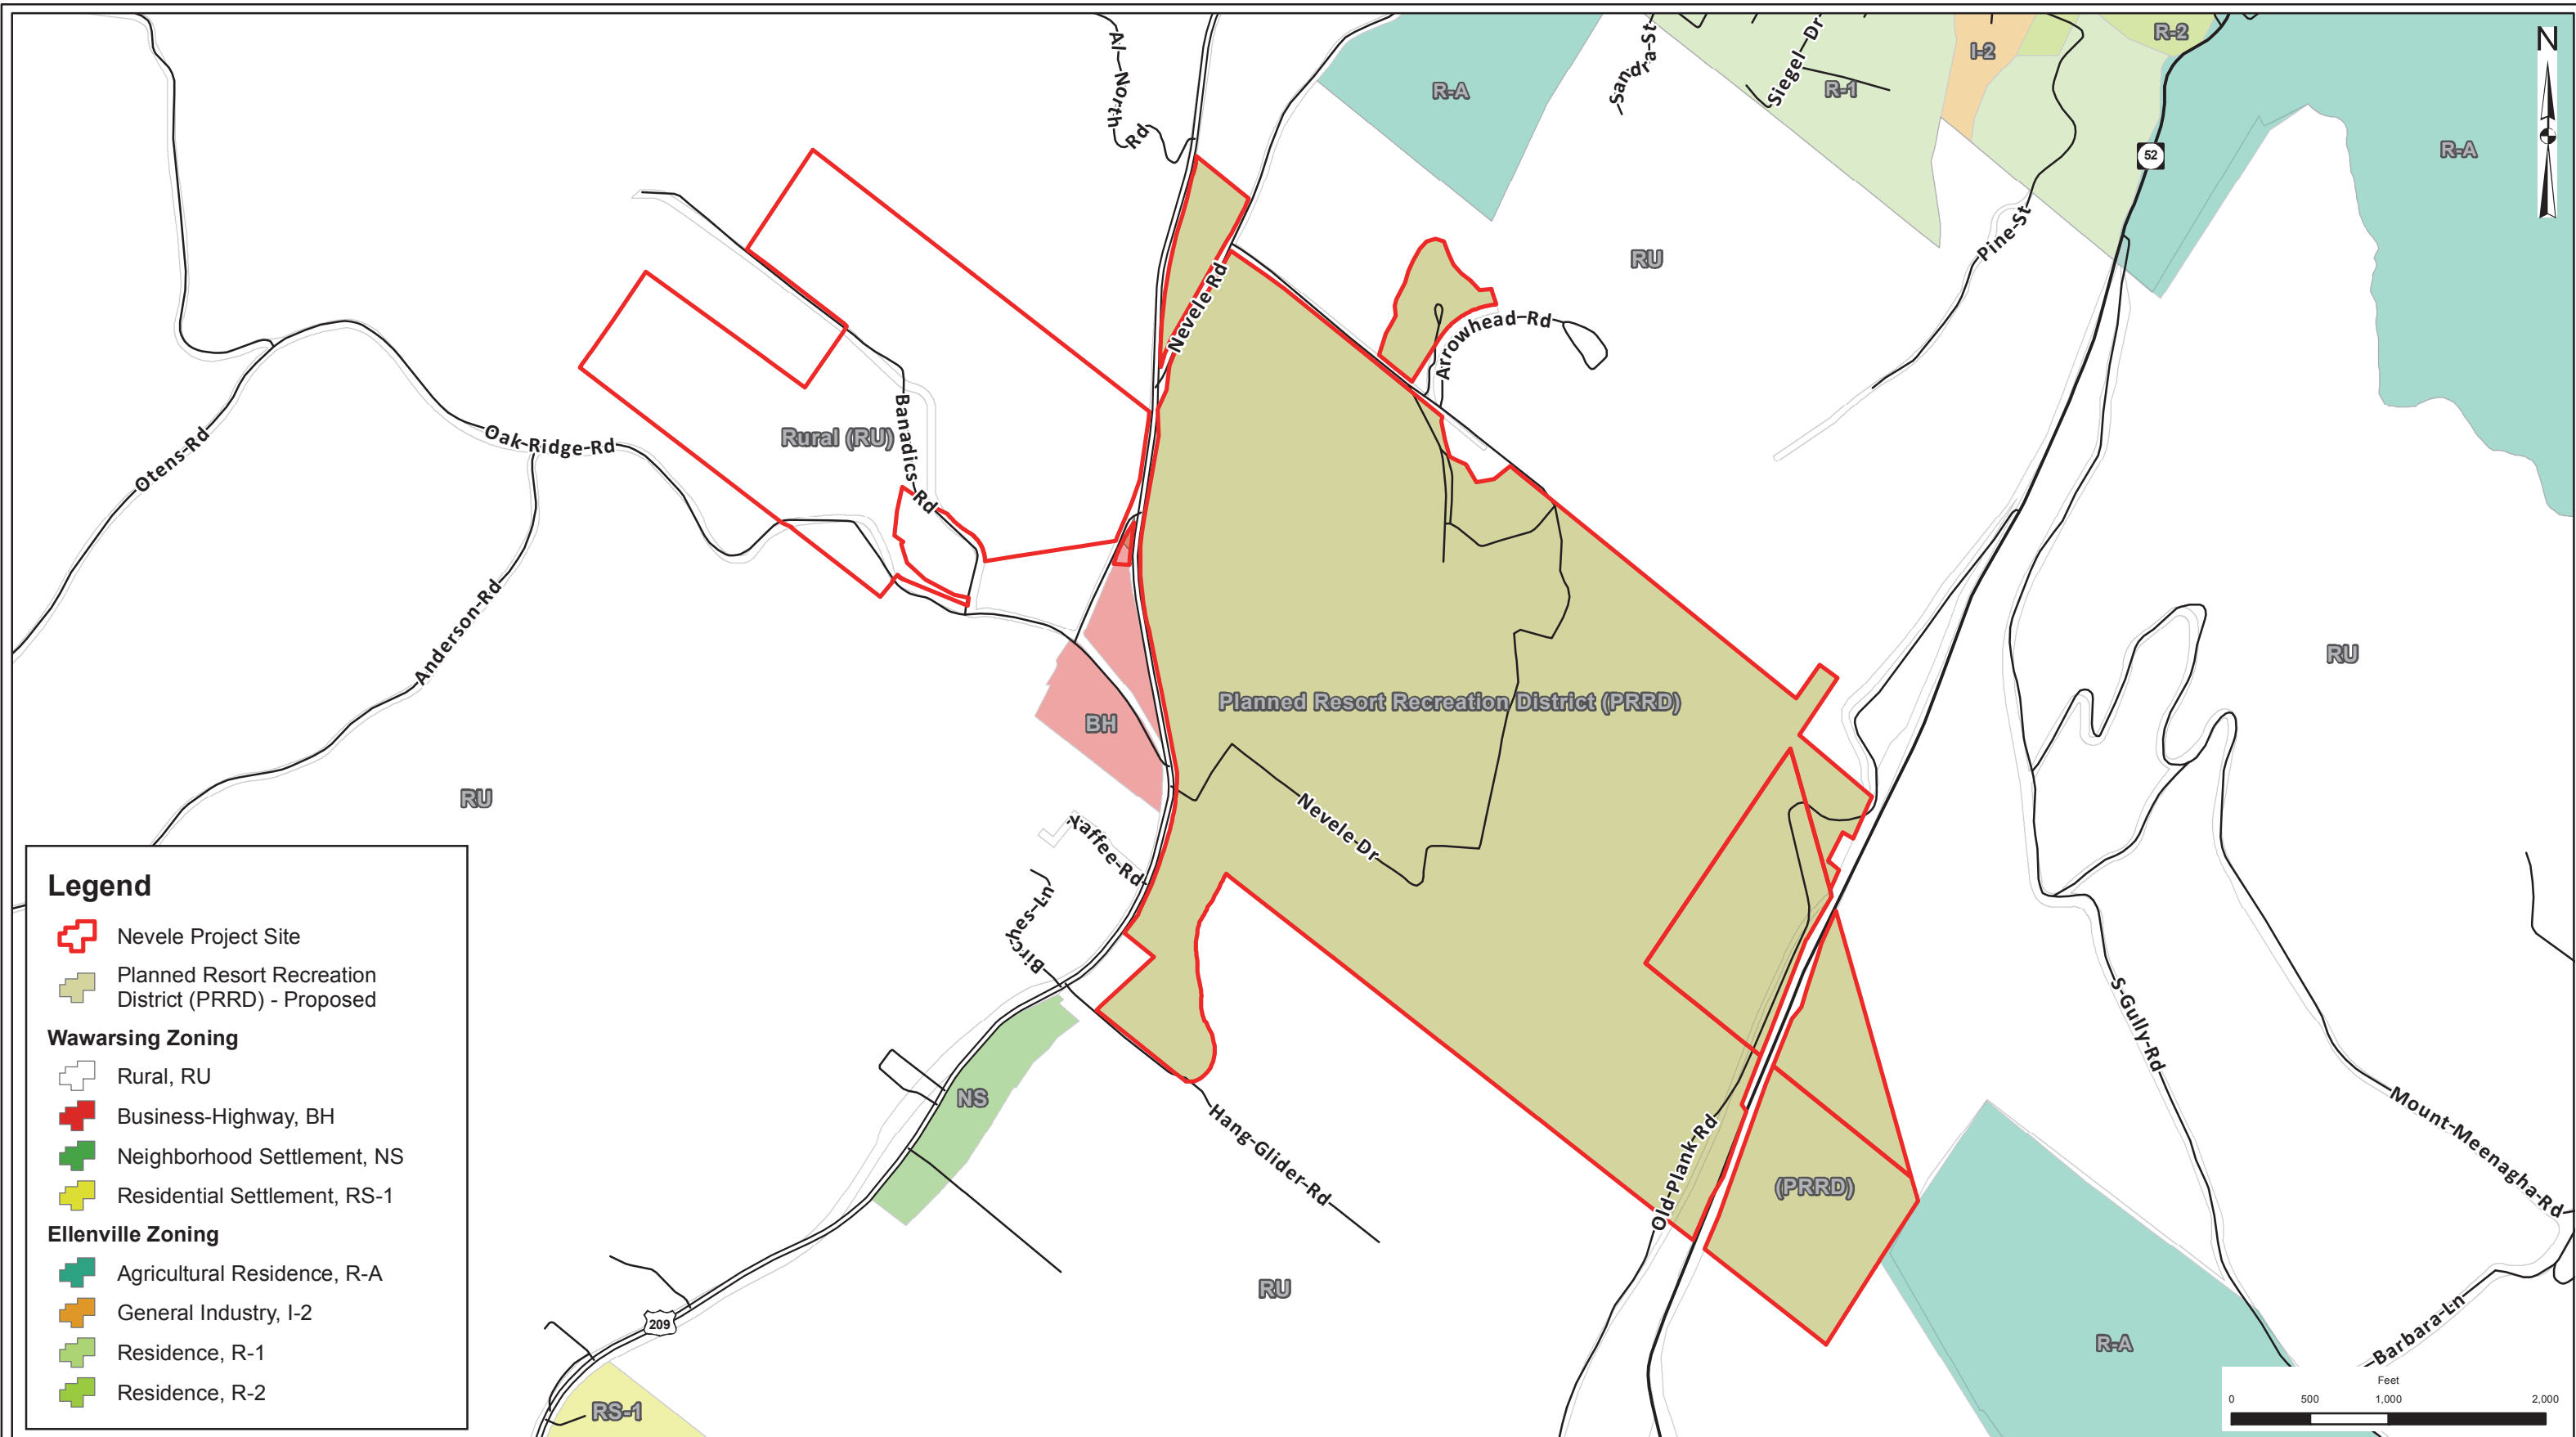 Al-North Rd
R-A
Sandra-St
Siegel-Dr
R-1
I-2
R-2
N
52
R-A
Pine-St
RU
Nevele-Rd
Arrowhead-Rd
Otens-Rd
Oak-Ridge-Rd
Rural (RU)
Banadics-Rd
Anderson-Rd
RU
Planned Resort Recreation District (PRRD)
BH
RU
Nevele-Dr
Yaffee-Rd
Birches-Ln
S-Gully-Rd
NS
Hang-Glider-Rd
Old-Plank-Rd
(PRRD)
Mount-Meenagha-Rd
RU
209
R-A
Barbara-Ln
RS-1
Legend
Nevele Project Site
Planned Resort Recreation
District (PRRD) - Proposed
Wawarsing Zoning
Rural, RU
Business-Highway, BH
Neighborhood Settlement, NS
Residential Settlement, RS-1
Ellenville Zoning
Agricultural Residence, R-A
General Industry, I-2
Residence, R-1
Residence, R-2
Feet
0 500 1,000 2,000